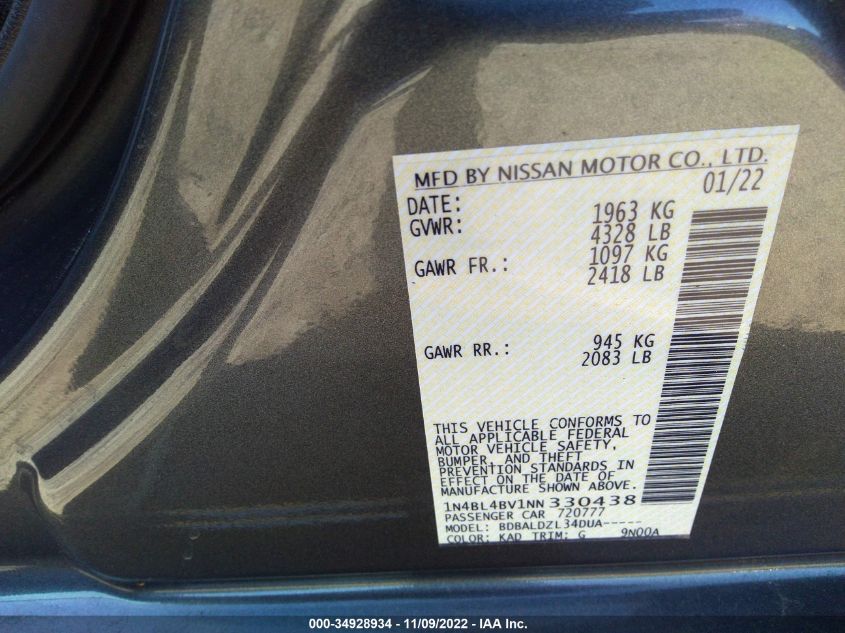 MFD BY NISSAN MOTOR CO., LTD.
DATE: 01/22
GVWR: 1963 KG
4328 LB
GAWR FR.: 1097 KG
2418 LB
GAWR RR.: 945 KG
2083 LB
THIS VEHICLE CONFORMS TO
ALL APPLICABLE FEDERAL
MOTOR VEHICLE SAFETY,
BUMPER, AND THEFT
PREVENTION STANDARDS IN
EFFECT ON THE DATE OF
MANUFACTURE SHOWN ABOVE.
1N4BL4BV1NN330438
PASSENGER CAR 720777
MODEL: BDBALDZL34DUA-----
COLOR: KAD TRIM: G 9N00A
000-34928934 - 11/09/2022 - IAA Inc.